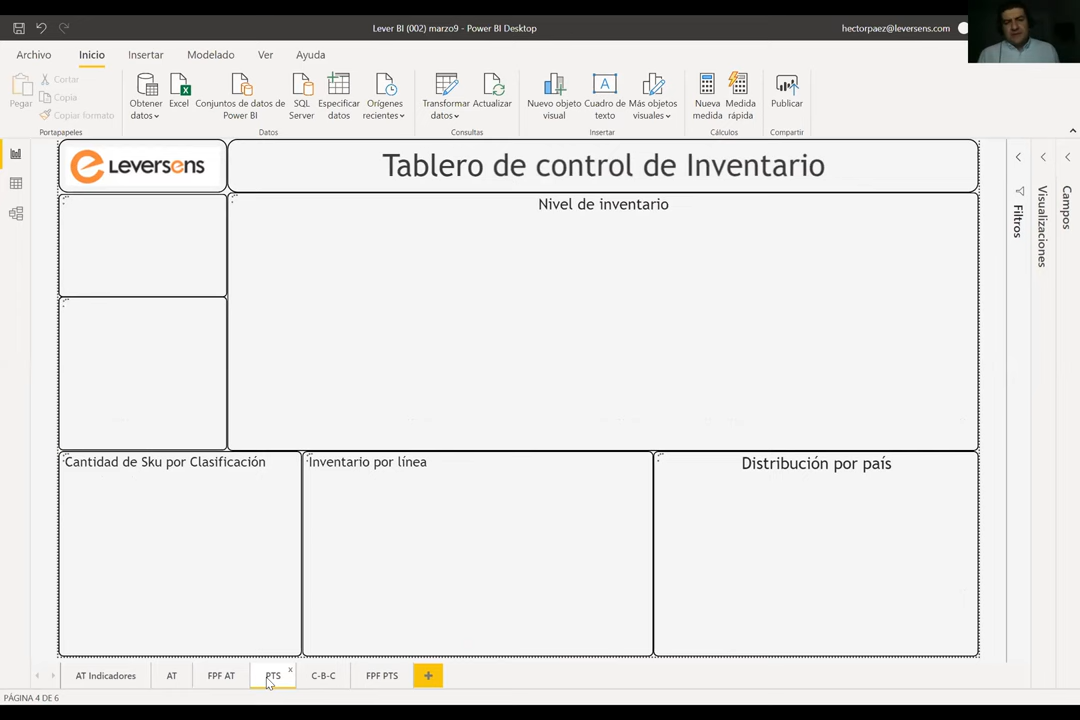 Lever BI (002) marzo9 - Power BI Desktop
hectorpaez@leversens.com
Archivo Inicio Insertar Modelado Ver Ayuda
Pegar
Cortar
Copia
Copiar formato
Portapapeles
Obtener datos
Excel
Conjuntos de datos de Power BI
SQL Server
Especificar datos
Orígenes recientes
Datos
Transformar datos
Actualizar
Consultas
Nuevo objeto visual
Cuadro de texto
Más objetos visuales
Insertar
Nueva medida
Medida rápida
Cálculos
Publicar
Compartir
LEVERSENS
Tablero de control de Inventario
Nivel de inventario
Filtros
Visualizaciones
Campos
Cantidad de Sku por Clasificación
Inventario por línea
Distribución por país
AT Indicadores AT FPF AT PTS x C-B-C FPF PTS +
PÁGINA 4 DE 6